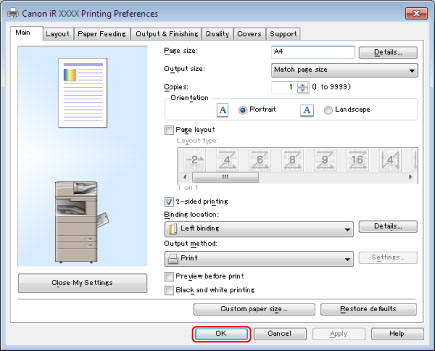 Canon iR XXXX Printing Preferences
Main Layout Paper Feeding Output & Finishing Quality Covers Support
Page size: A4 Details...
Output size: Match page size
Copies: 1 (1 to 9999)
Orientation
A Portrait A Landscape
Page layout
Layout type:
2 4 6 8 9 16 4
1 on 1
2-sided printing
Binding location:
Left binding Details...
Output method:
Print Settings...
Close My Settings
Preview before print
Black and white printing
Custom paper size... Restore defaults
OK Cancel Apply Help